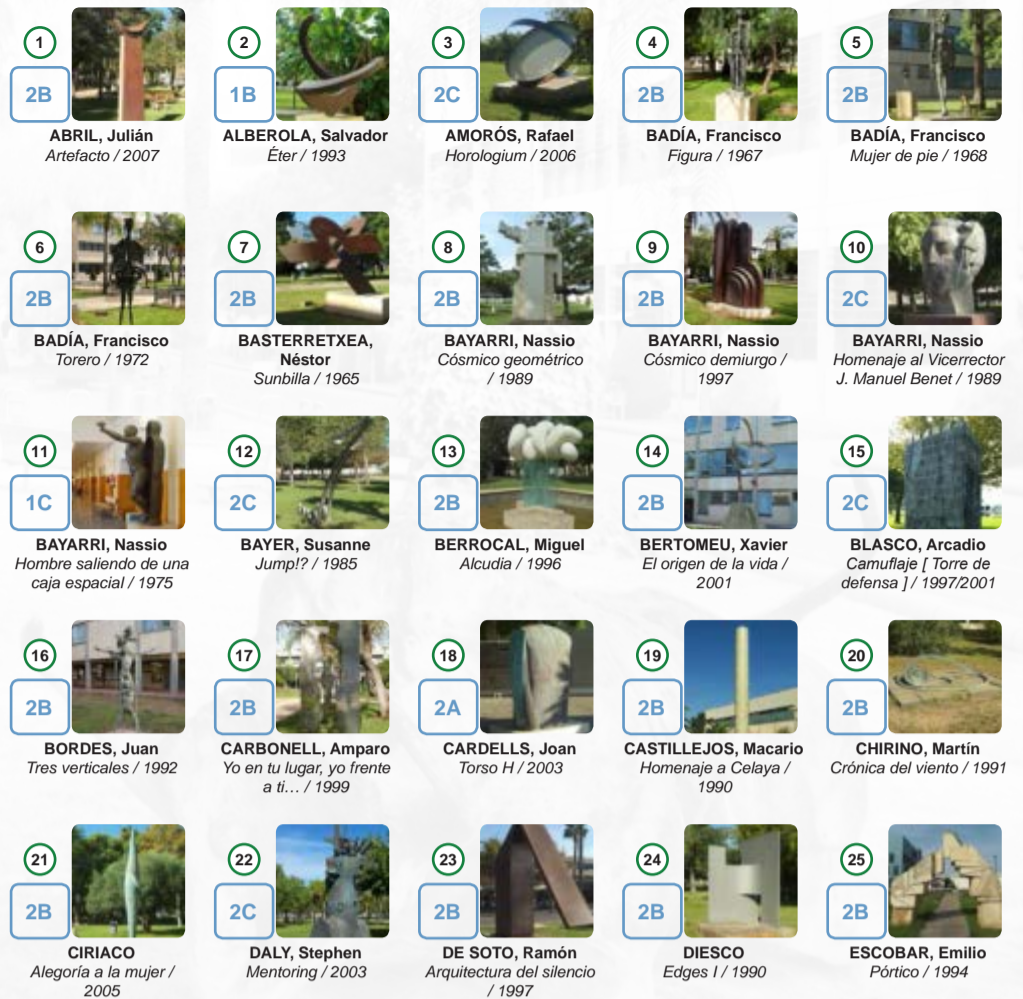 1
2B
ABRIL, Julián
Artefacto / 2007
2
1B
ALBEROLA, Salvador
Éter / 1993
3
2C
AMORÓS, Rafael
Horologium / 2006
4
2B
BADÍA, Francisco
Figura / 1967
5
2B
BADÍA, Francisco
Mujer de pie / 1968
6
2B
BADÍA, Francisco
Torero / 1972
7
2B
BASTERRETXEA,
Néstor
Sunbilla / 1965
8
2B
BAYARRI, Nassio
Cósmico geométrico
/ 1989
9
2B
BAYARRI, Nassio
Cósmico demiurgo /
1997
10
2C
BAYARRI, Nassio
Homenaje al Vicerrector
J. Manuel Benet / 1989
11
1C
BAYARRI, Nassio
Hombre saliendo de una
caja espacial / 1975
12
2C
BAYER, Susanne
Jump!? / 1985
13
2B
BERROCAL, Miguel
Alcudia / 1996
14
2B
BERTOMEU, Xavier
El origen de la vida /
2001
15
2C
BLASCO, Arcadio
Camuflaje [ Torre de
defensa ] / 1997/2001
16
2B
BORDES, Juan
Tres verticales / 1992
17
2B
CARBONELL, Amparo
Yo en tu lugar, yo frente
a ti… / 1999
18
2A
CARDELLS, Joan
Torso H / 2003
19
2B
CASTILLEJOS, Macario
Homenaje a Celaya /
1990
20
2B
CHIRINO, Martín
Crónica del viento / 1991
21
2B
CIRIACO
Alegoría a la mujer /
2005
22
2C
DALY, Stephen
Mentoring / 2003
23
2B
DE SOTO, Ramón
Arquitectura del silencio
/ 1997
24
2B
DIESCO
Edges I / 1990
25
2B
ESCOBAR, Emilio
Pórtico / 1994